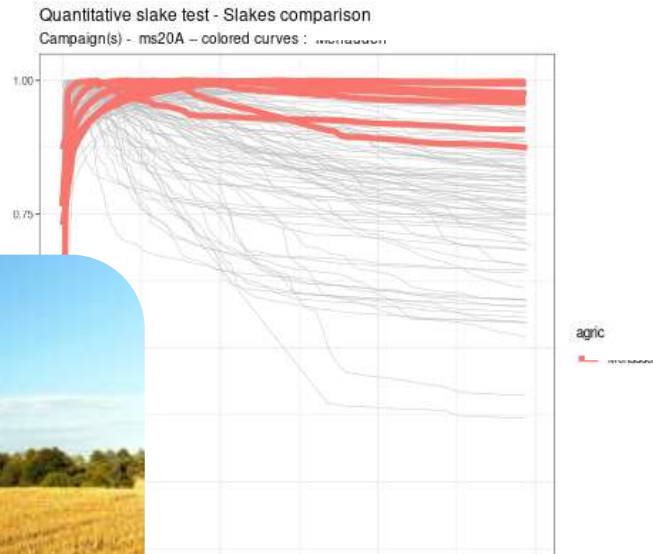 Quantitative slake test - Slakes comparison
Campaign(s) - ms20A – colored curves :
1.00
0.75
agric